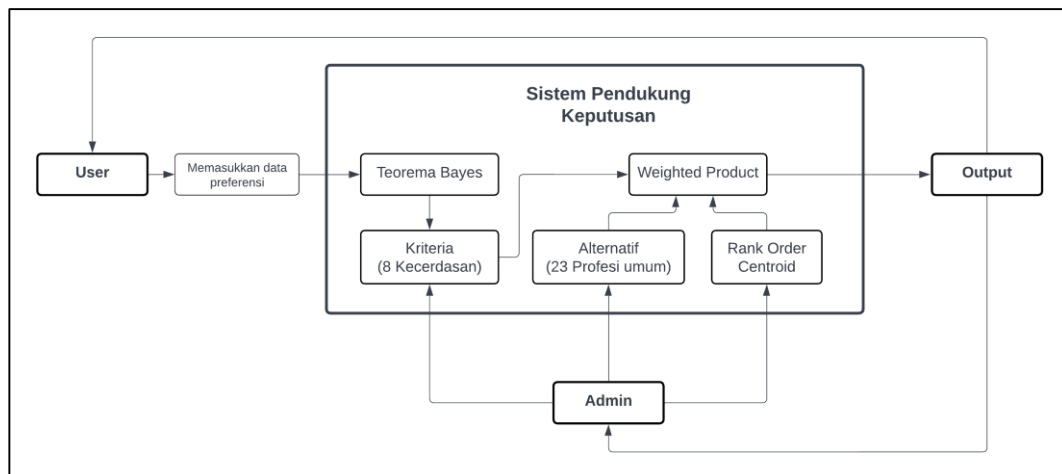 Sistem Pendukung
Keputusan
User
Memasukkan data
preferensi
Teorema Bayes
Weighted Product
Output
Kriteria
(8 Kecerdasan)
Alternatif
(23 Profesi umum)
Rank Order
Centroid
Admin